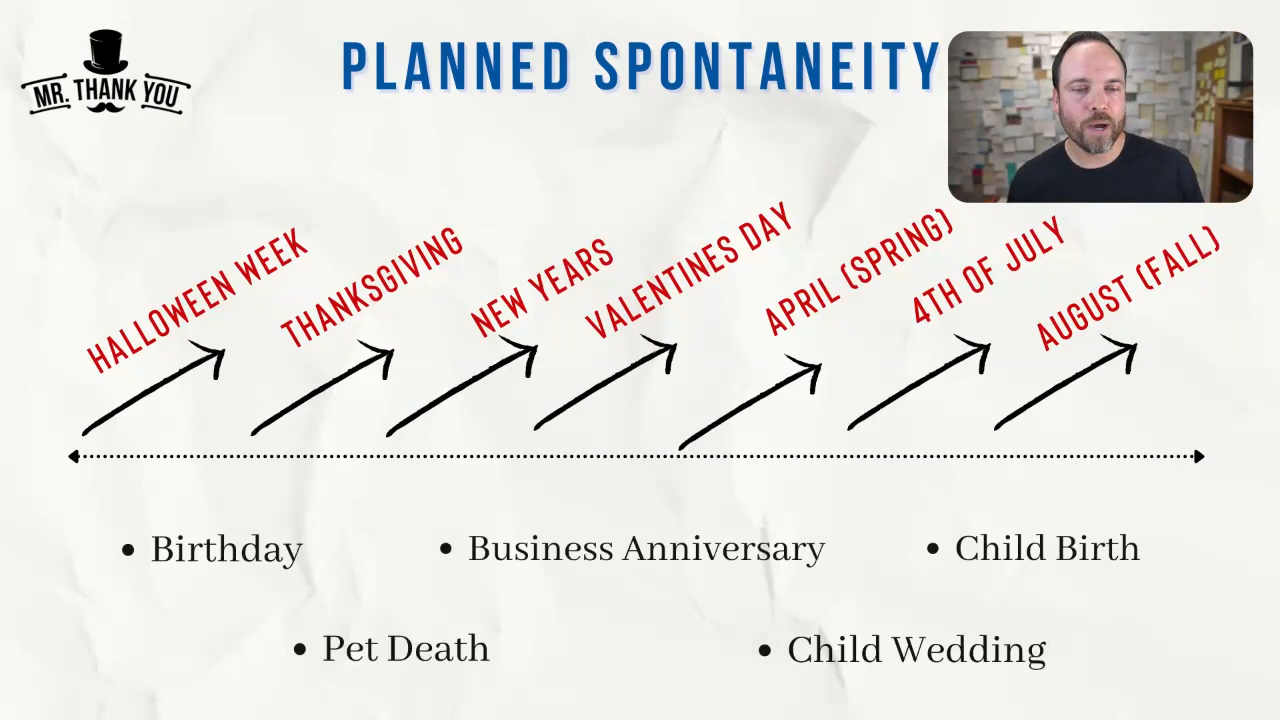 MR. THANK YOU
PLANNED SPONTANEITY
HALLOWEEN WEEK
THANKSGIVING
NEW YEARS
VALENTINES DAY
APRIL (SPRING)
4TH OF JULY
AUGUST (FALL)
• Birthday
• Business Anniversary
• Child Birth
• Pet Death
• Child Wedding